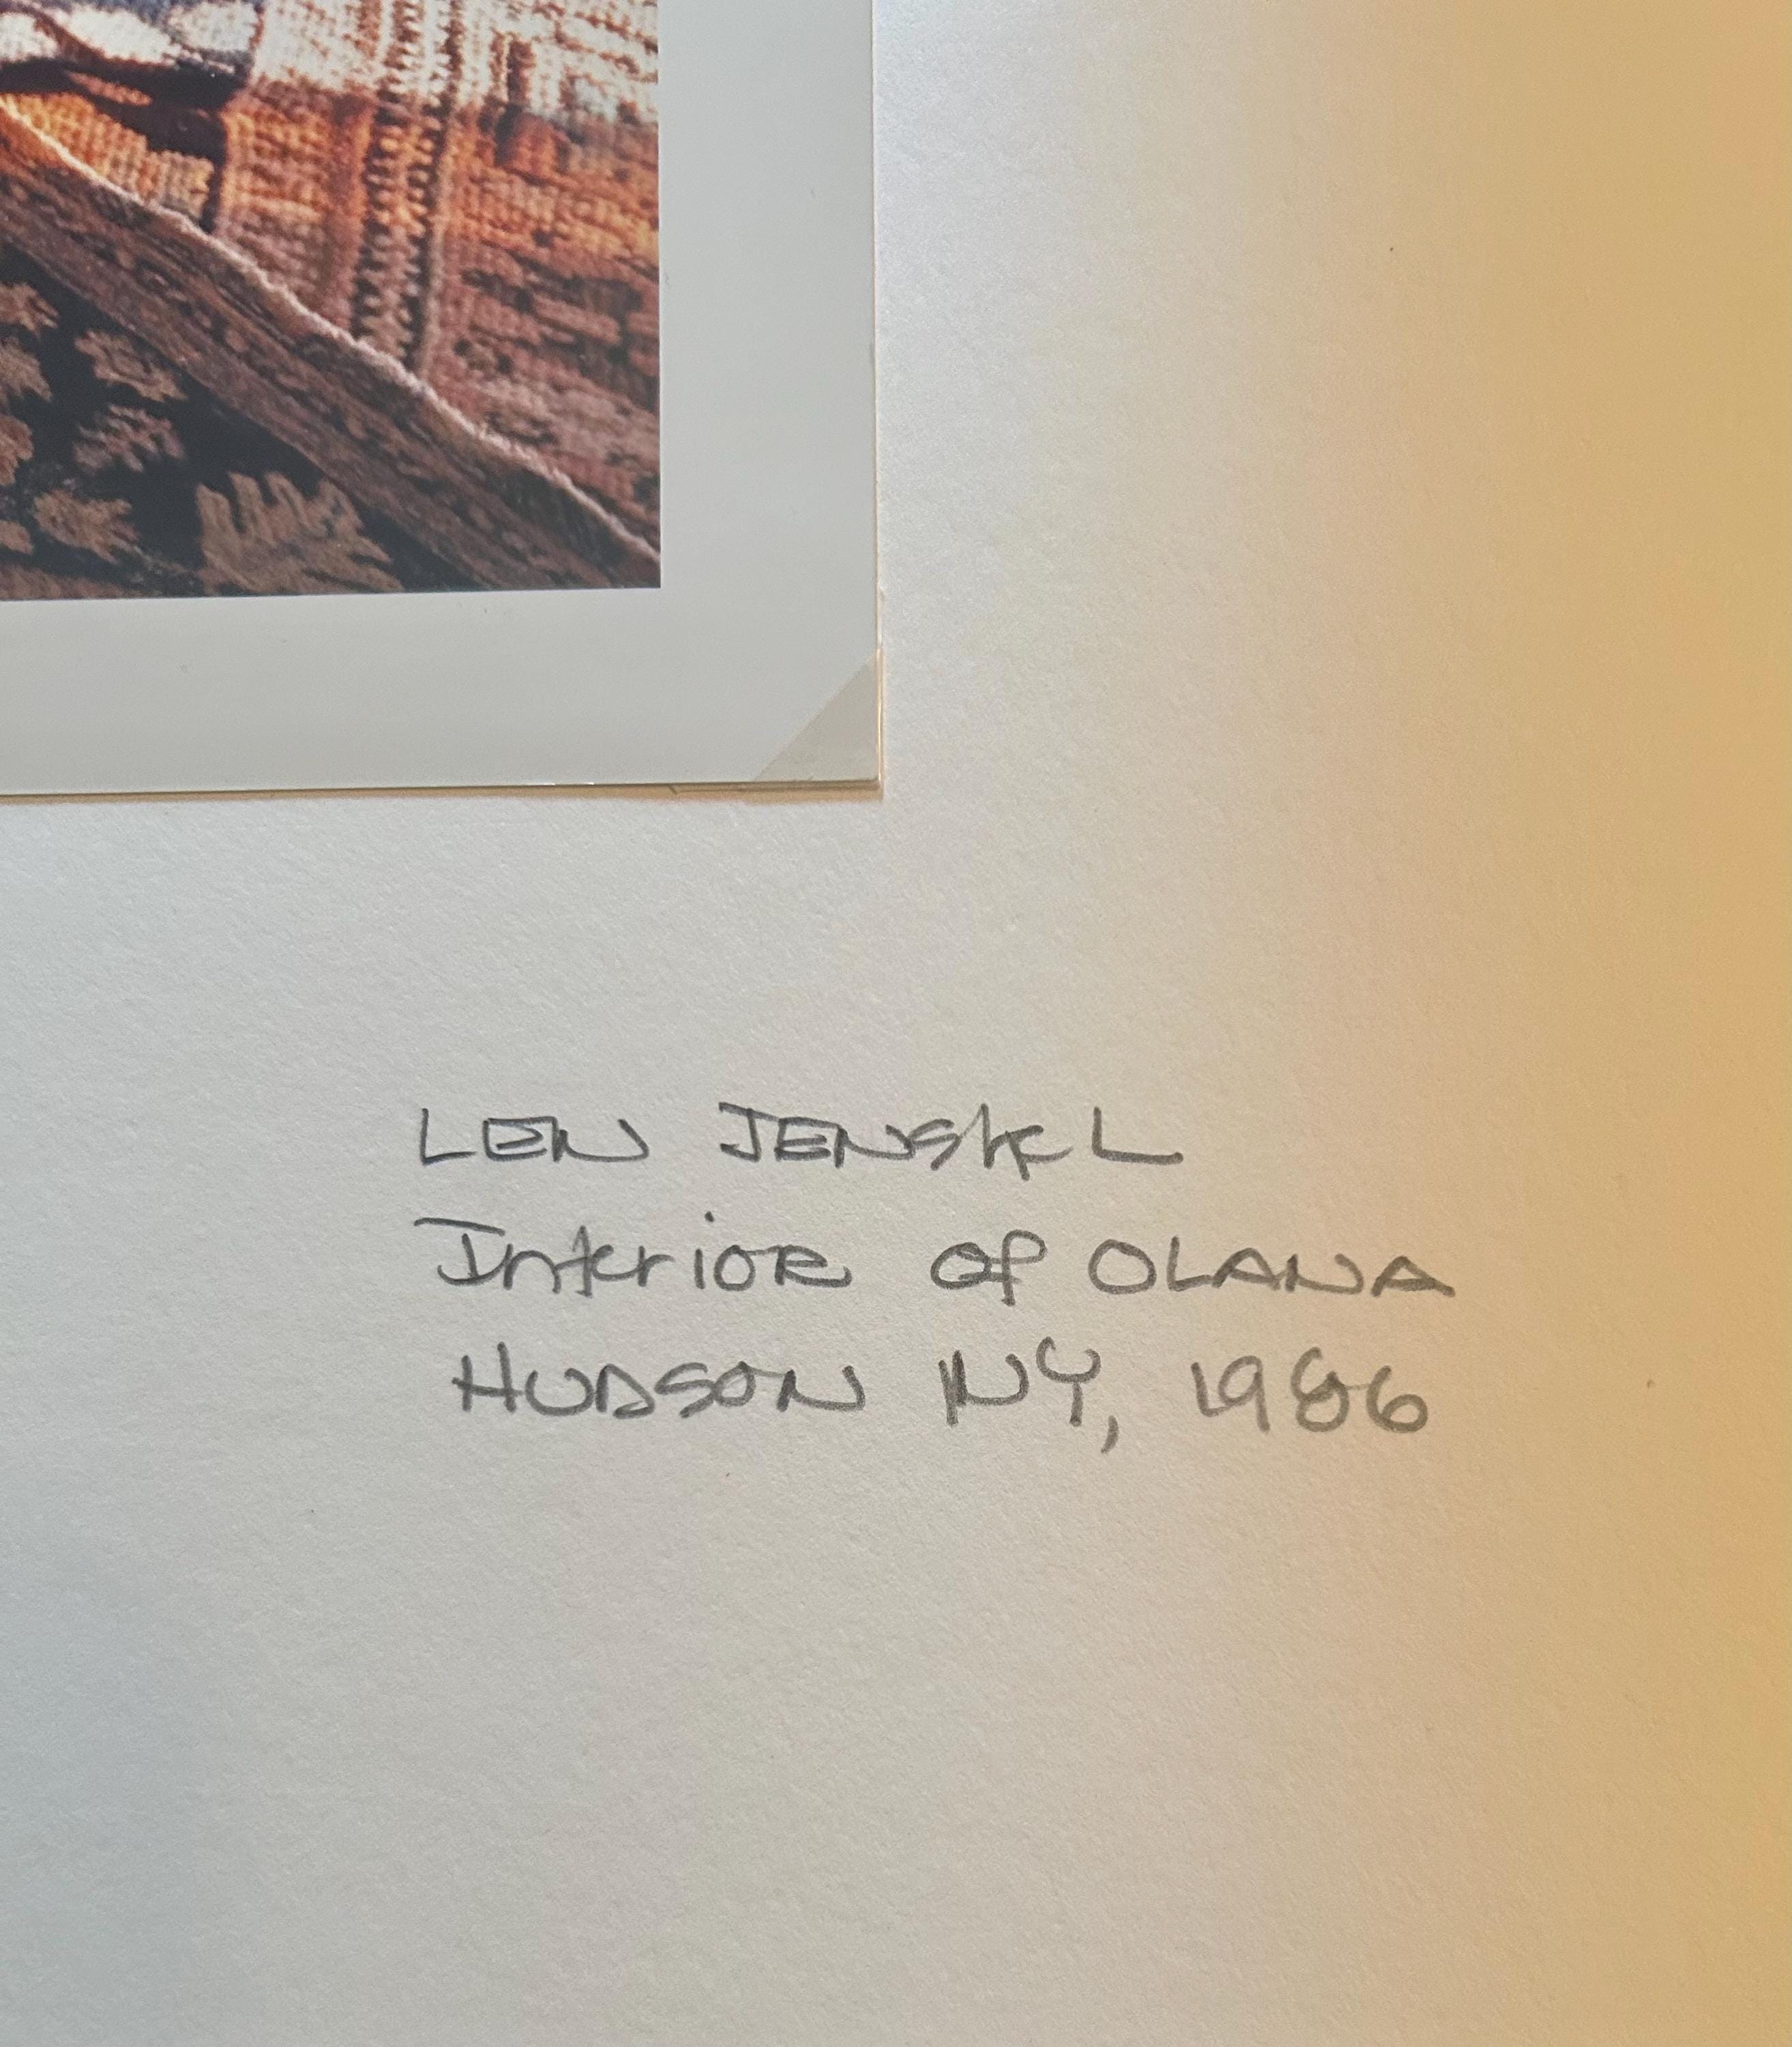 LEN JENSHEL
Interior of OLANA
HUDSON NY, 1986